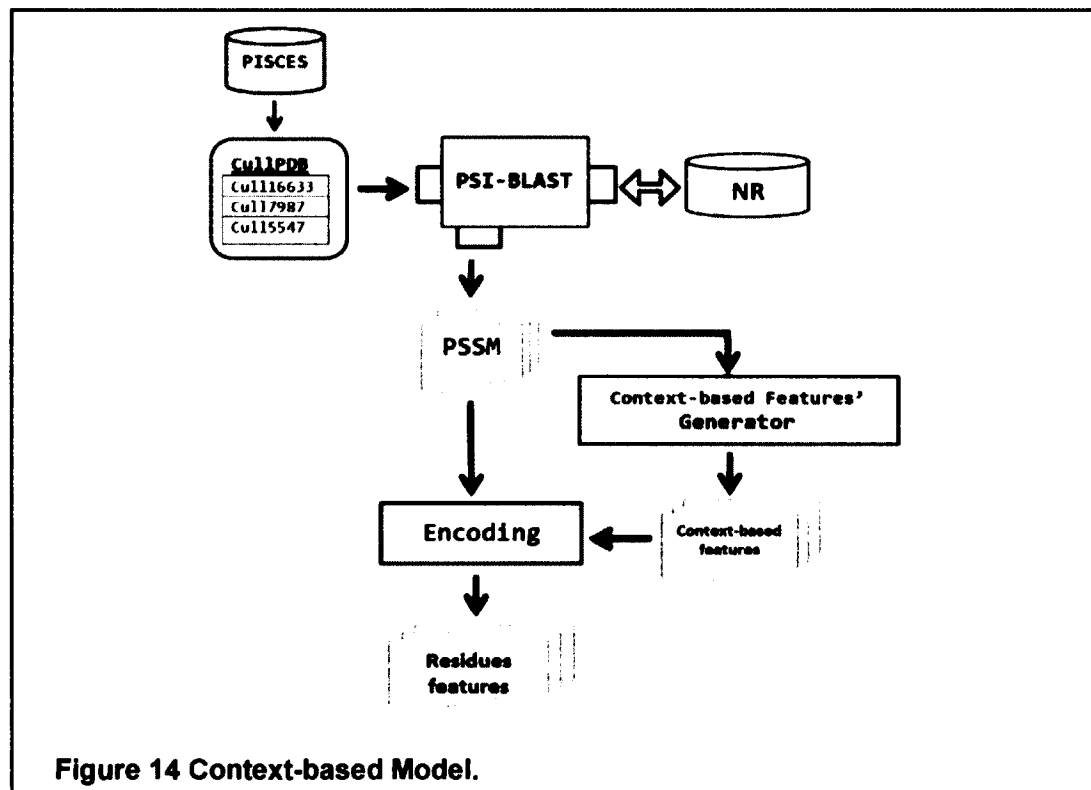 PISCES
CullPDB
Cull16633
Cull7987
Cull5547
PSI-BLAST
NR
PSSM
Context-based Features'
Generator
Encoding
Context-based
features
Residues
features
Figure 14 Context-based Model.